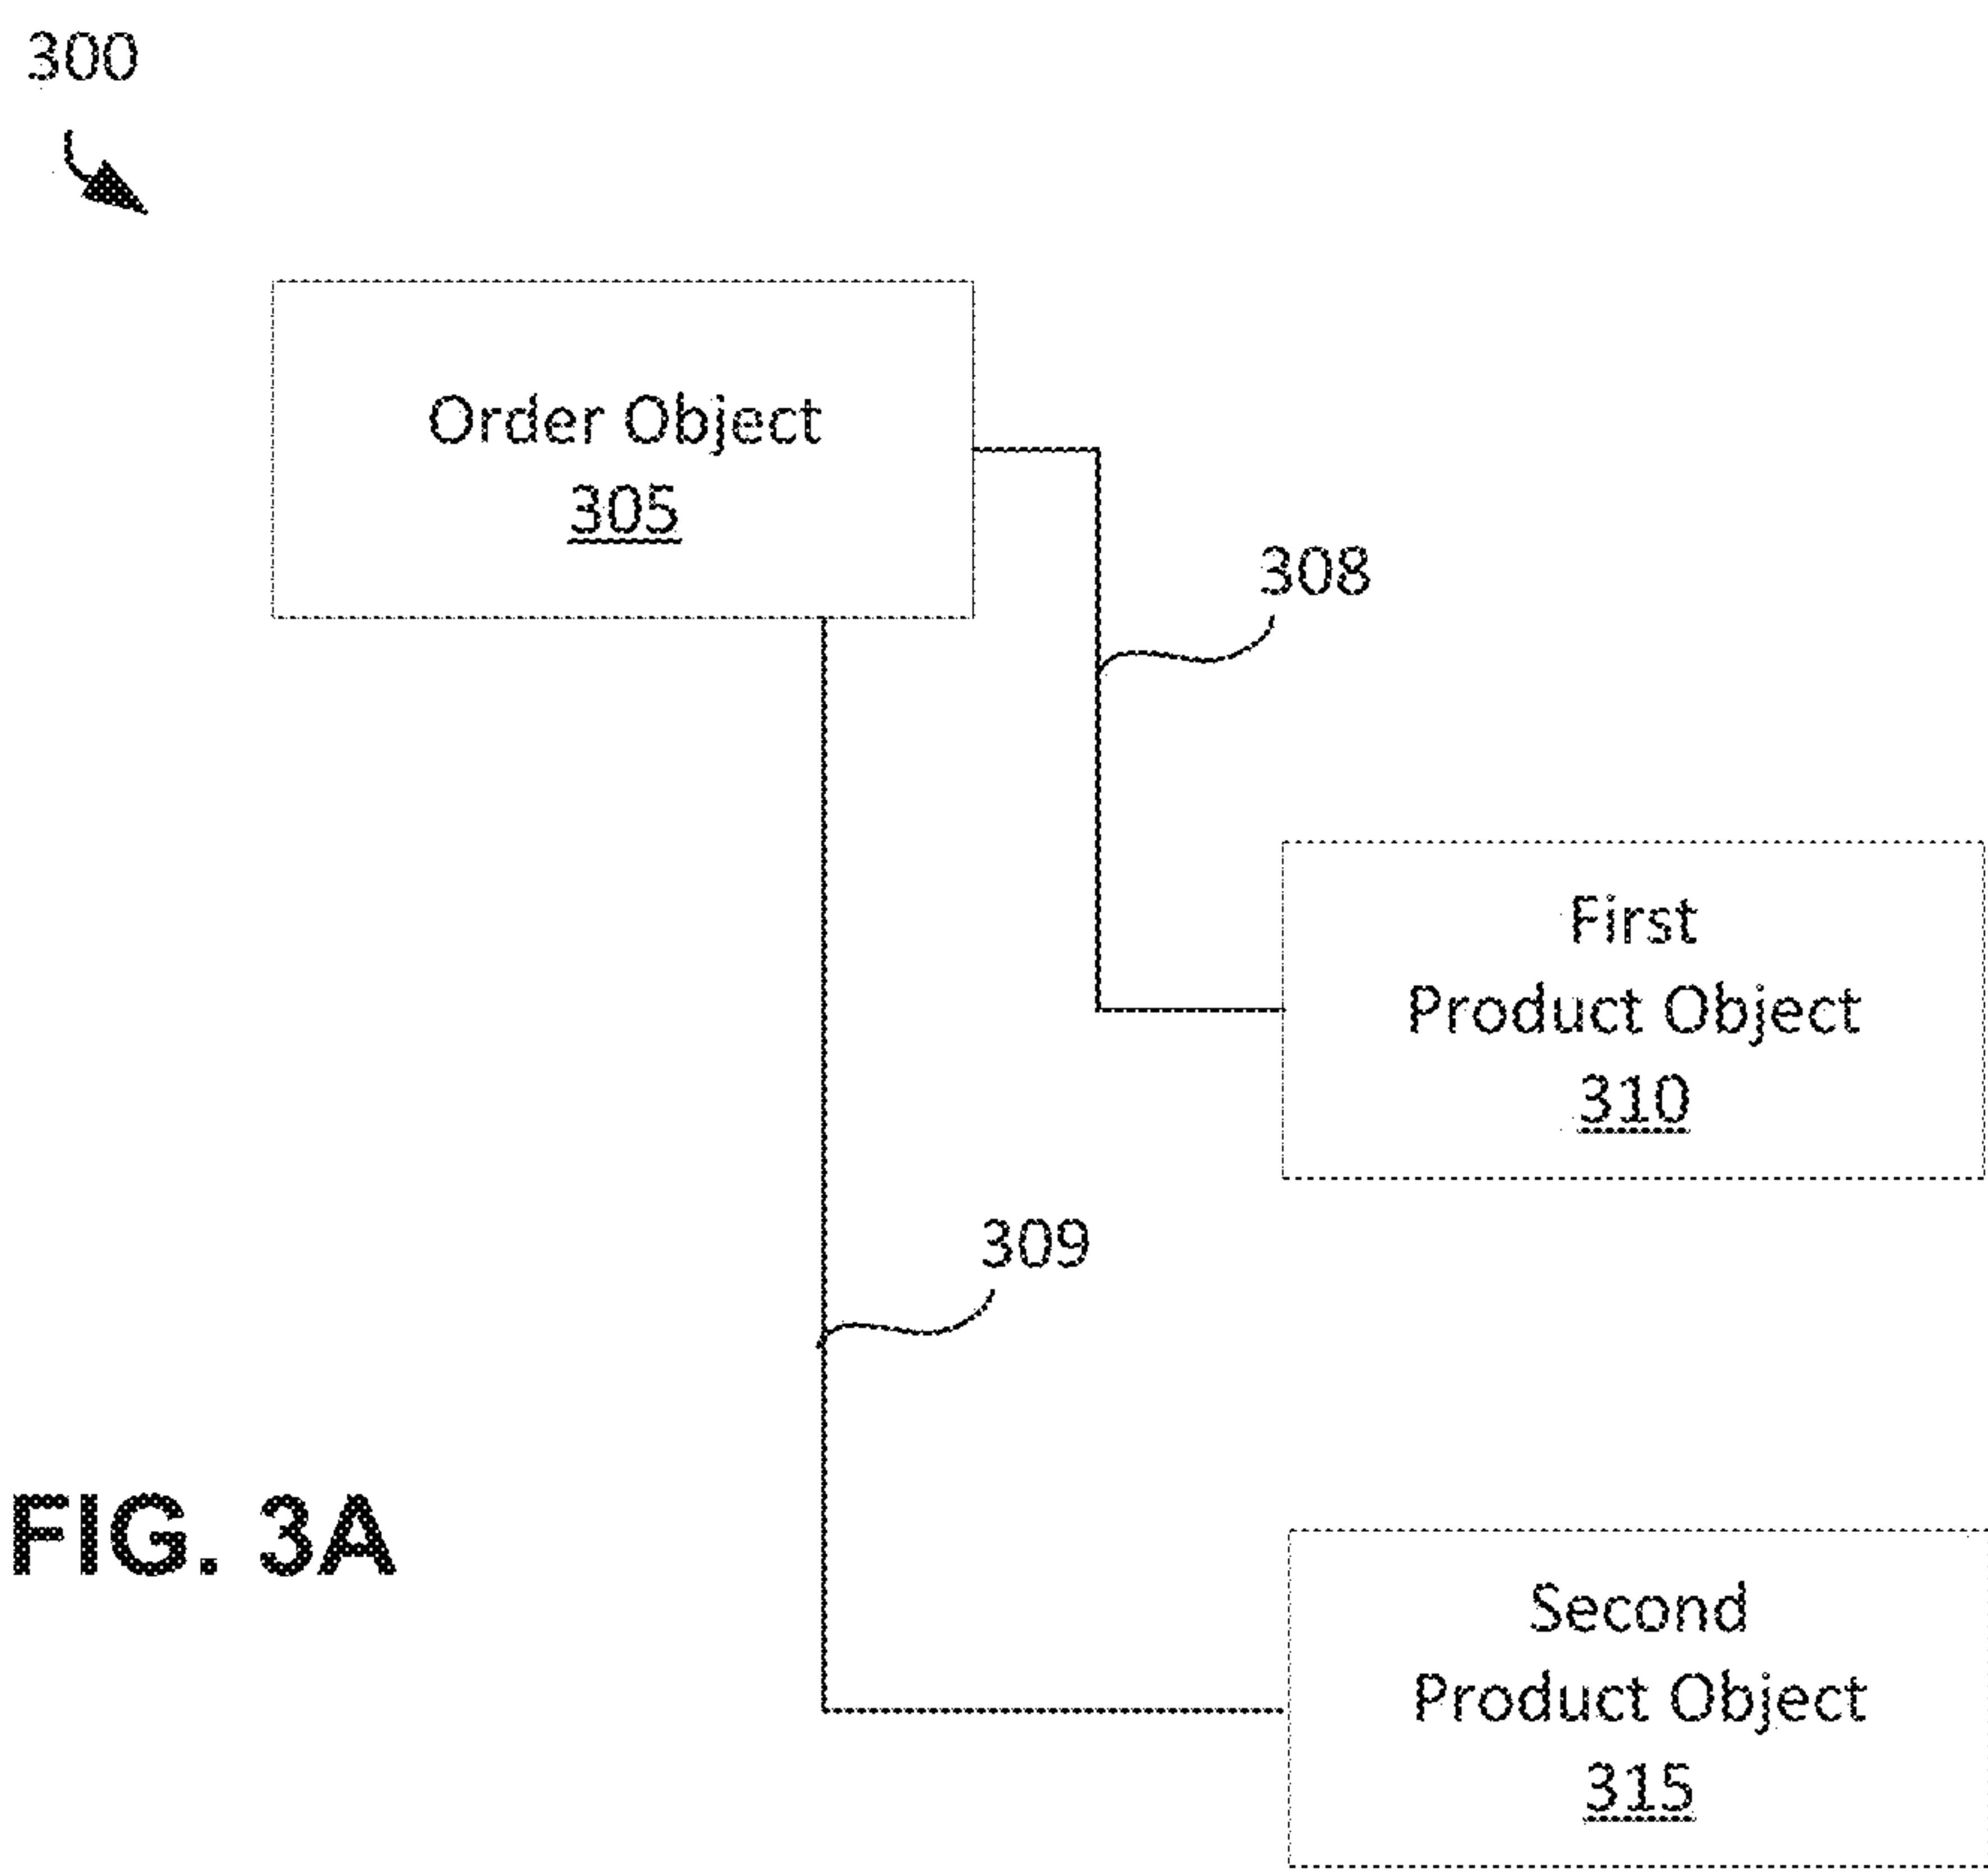 300
Order Object
305
308
First
Product Object
310
309
FIG. 3A
Second
Product Object
315